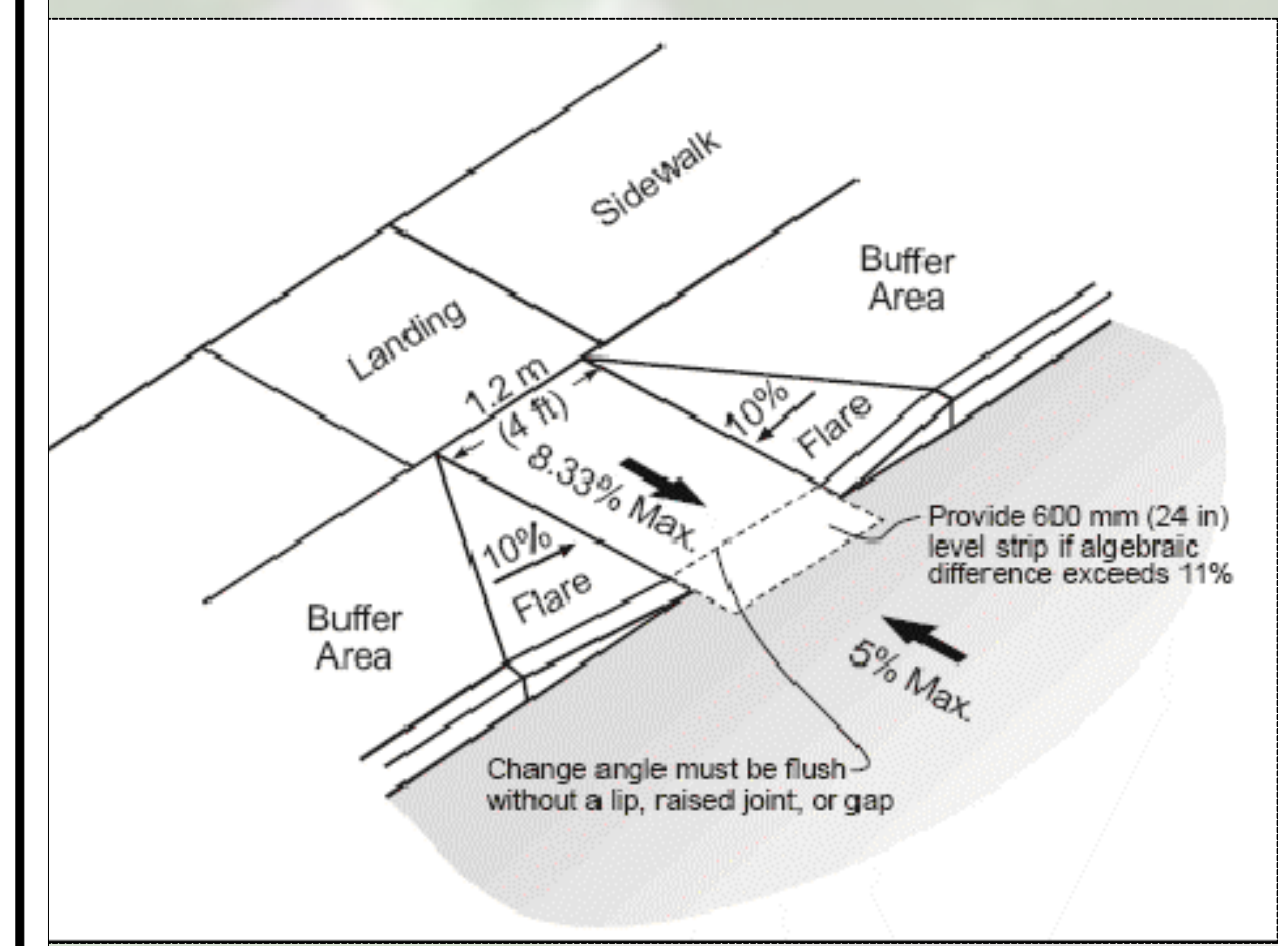 Sidewalk
Buffer
Area
Landing
1.2 m
(4 ft)
10%
Flare
8.33% Max.
Provide 600 mm (24 in)
level strip if algebraic
difference exceeds 11%
10%
Flare
Buffer
Area
5% Max.
Change angle must be flush
without a lip, raised joint, or gap